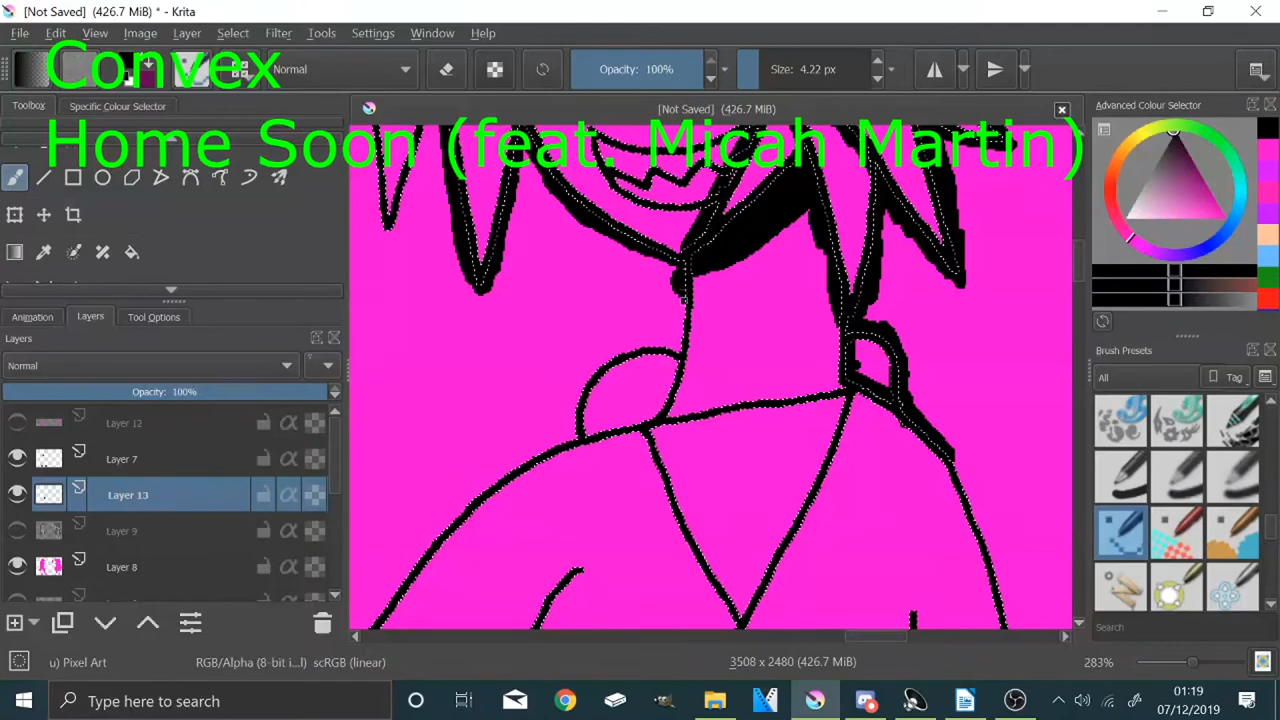 [Not Saved] (426.7 MiB) * - Krita
File Edit View Image Layer Select Filter Tools Settings Window Help
Convex
Normal
Opacity: 100%
Size: 4.22 px
Toolbox
Specific Colour Selector
[Not Saved] (426.7 MiB)
Advanced Colour Selector
Home Soon (feat. Micah Martin)
Animation
Layers
Tool Options
Layers
Normal
Opacity: 100%
Layer 12
Layer 7
Layer 13
Layer 9
Layer 8
Brush Presets
All
Tag
Search
u) Pixel Art
RGB/Alpha (8-bit i...l) scRGB (linear)
3508 x 2480 (426.7 MiB)
283%
Type here to search
01:19
07/12/2019